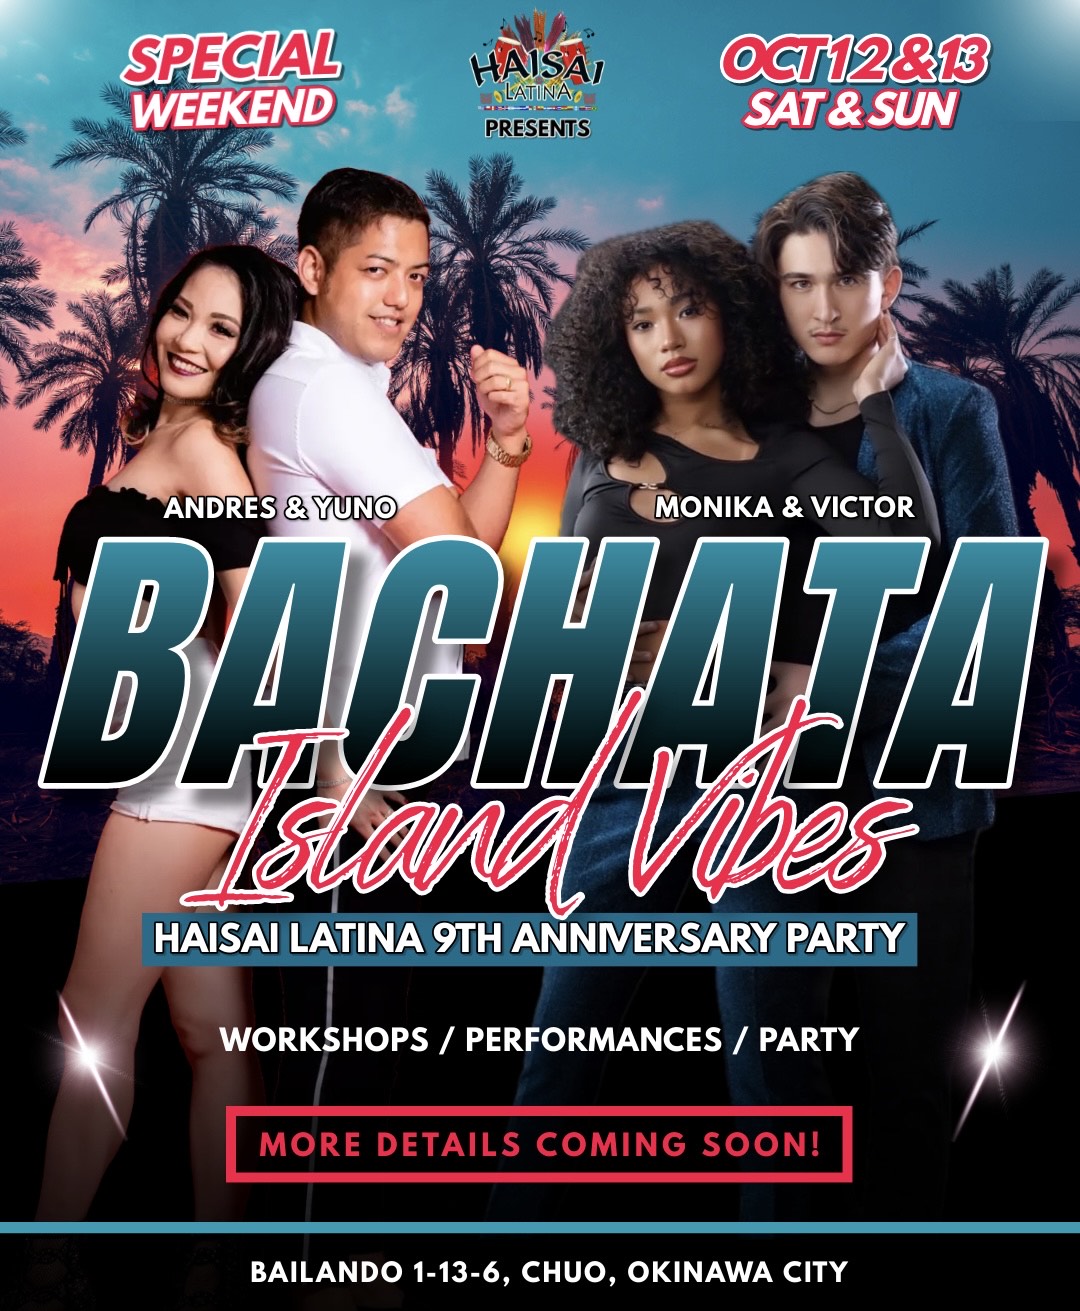 SPECIAL
WEEKEND
HAISAI
LATINA
PRESENTS
OCT 12 & 13
SAT & SUN
ANDRES & YUNO
MONIKA & VICTOR
BACHATA
Island Vibes
HAISAI LATINA 9TH ANNIVERSARY PARTY
WORKSHOPS / PERFORMANCES / PARTY
MORE DETAILS COMING SOON!
BAILANDO 1-13-6, CHUO, OKINAWA CITY